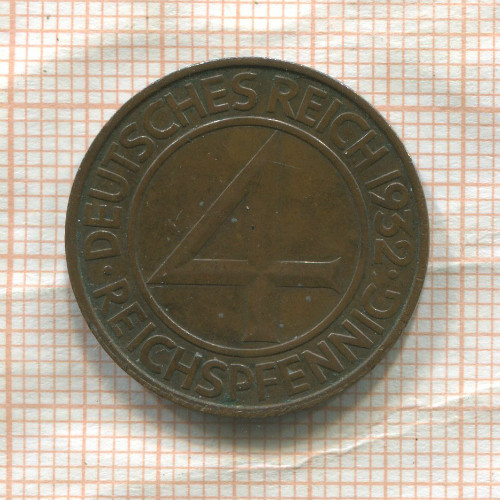 DEUTSCHES REICH 1932
4
REICHSPFENNIG